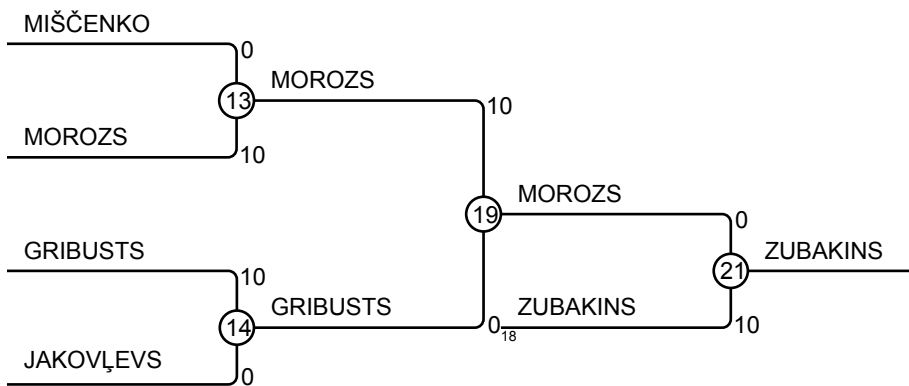 MIŠČENKO
0
13
MOROZS
10
MOROZS
10
19
MOROZS
0
21
ZUBAKINS
GRIBUSTS
10
14
GRIBUSTS
0
18
ZUBAKINS
10
JAKOVĻEVS
0